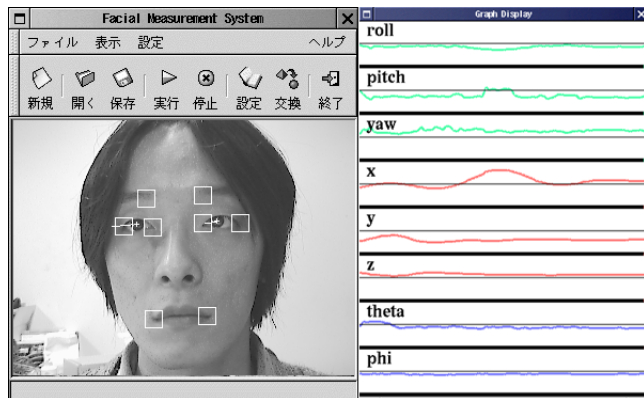 Facial Measurement System
ファイル 表示 設定 ヘルプ
新規 開く 保存 実行 停止 設定 交換 終了
Graph Display
roll
pitch
yaw
x
y
z
theta
phi